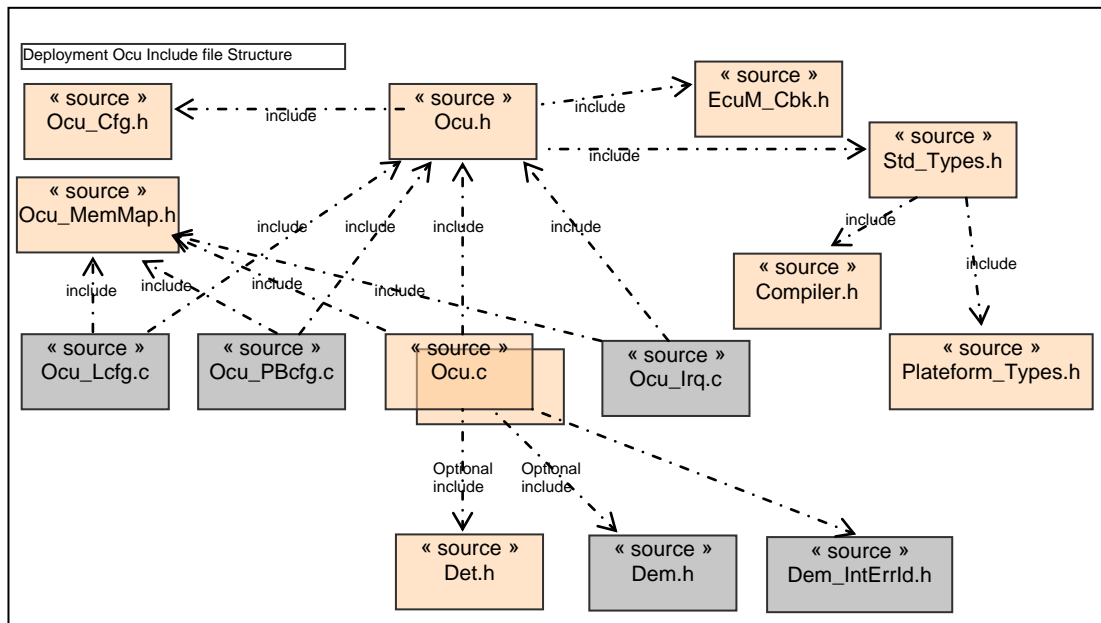 Deployment Ocu Include file Structure
« source »
Ocu_Cfg.h
include
« source »
Ocu.h
include
« source »
EcuM_Cbk.h
include
« source »
Std_Types.h
« source »
Ocu_MemMap.h
include
include
include
include
« source »
Compiler.h
include
include
include
include
include
include
« source »
Ocu_Lcfg.c
« source »
Ocu_PBcfg.c
« source »
Ocu.c
« source »
Ocu_Irq.c
« source »
Plateform_Types.h
Optional
include
Optional
include
« source »
Det.h
« source »
Dem.h
« source »
Dem_IntErrId.h